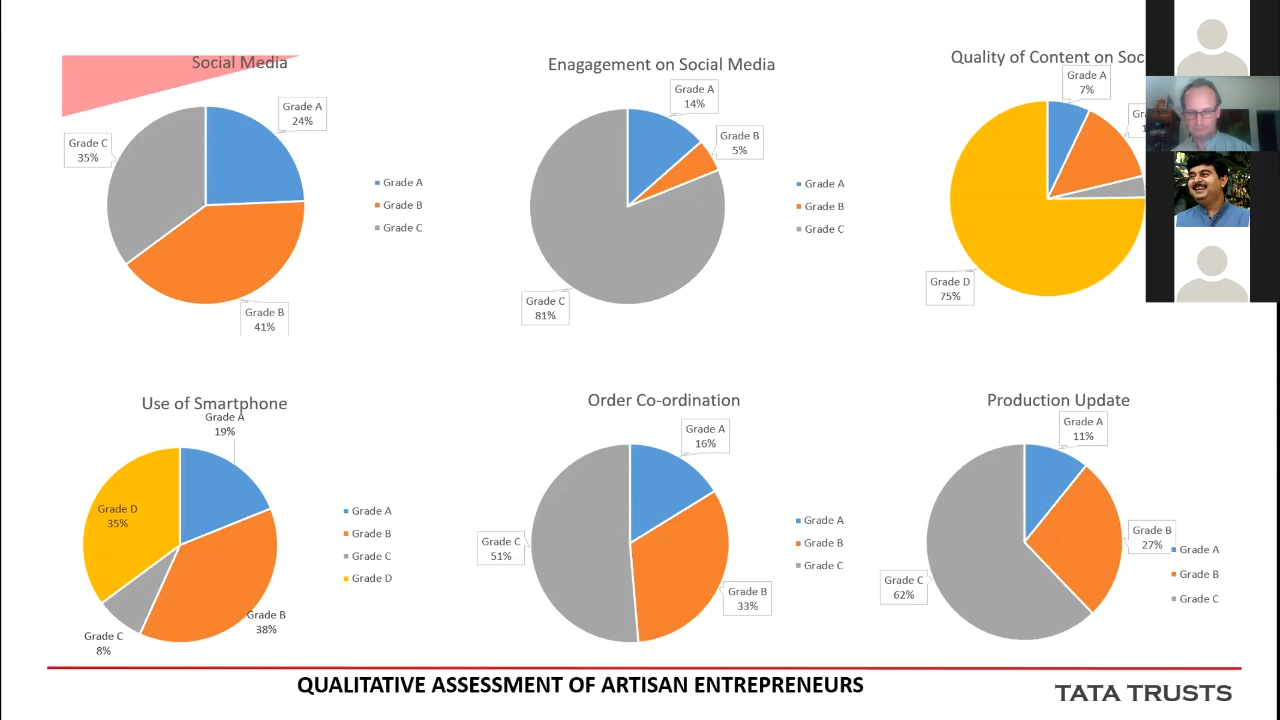 Social Media
Grade A
24%
Grade C
35%
Grade B
41%
Grade A
Grade B
Grade C
Enagagement on Social Media
Grade A
14%
Grade B
5%
Grade C
81%
Grade A
Grade B
Grade C
Quality of Content on Soc
Grade A
7%
Grade D
75%
Use of Smartphone
Grade A
19%
Grade D
35%
Grade B
38%
Grade C
8%
Grade A
Grade B
Grade C
Grade D
Order Co-ordination
Grade A
16%
Grade C
51%
Grade B
33%
Grade A
Grade B
Grade C
Production Update
Grade A
11%
Grade B
27%
Grade C
62%
Grade A
Grade B
Grade C
QUALITATIVE ASSESSMENT OF ARTISAN ENTREPRENEURS
TATA TRUSTS